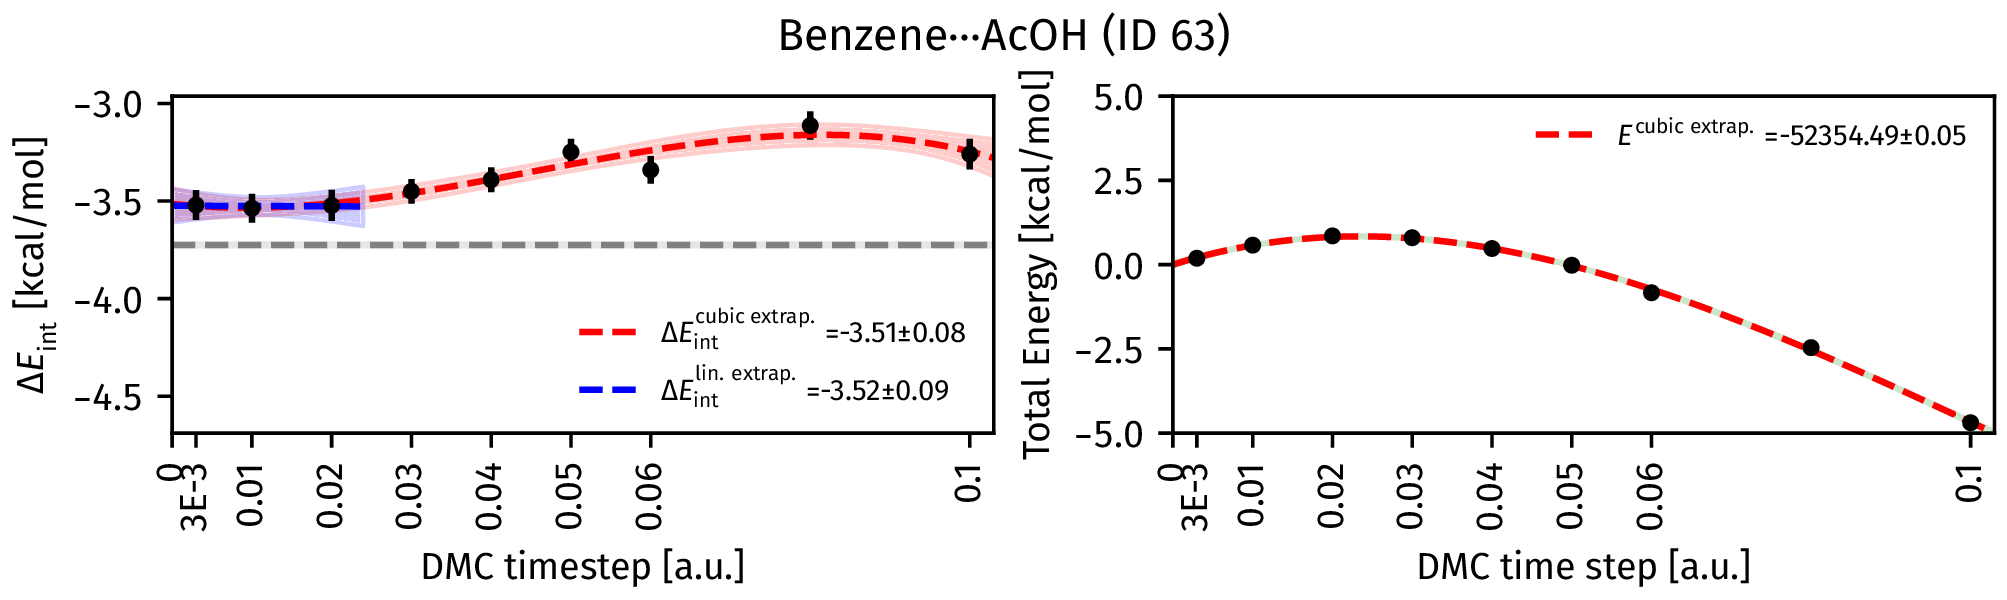 Benzene···AcOH (ID 63)
ΔE_int [kcal/mol]
−3.0
−3.5
−4.0
−4.5
ΔE_int^cubic extrap. =-3.51±0.08
ΔE_int^lin. extrap. =-3.52±0.09
0
3E-3
0.01
0.02
0.03
0.04
0.05
0.06
0.1
DMC timestep [a.u.]
Total Energy [kcal/mol]
5.0
2.5
0.0
−2.5
−5.0
E^cubic extrap. =-52354.49±0.05
0
3E-3
0.01
0.02
0.03
0.04
0.05
0.06
0.1
DMC time step [a.u.]